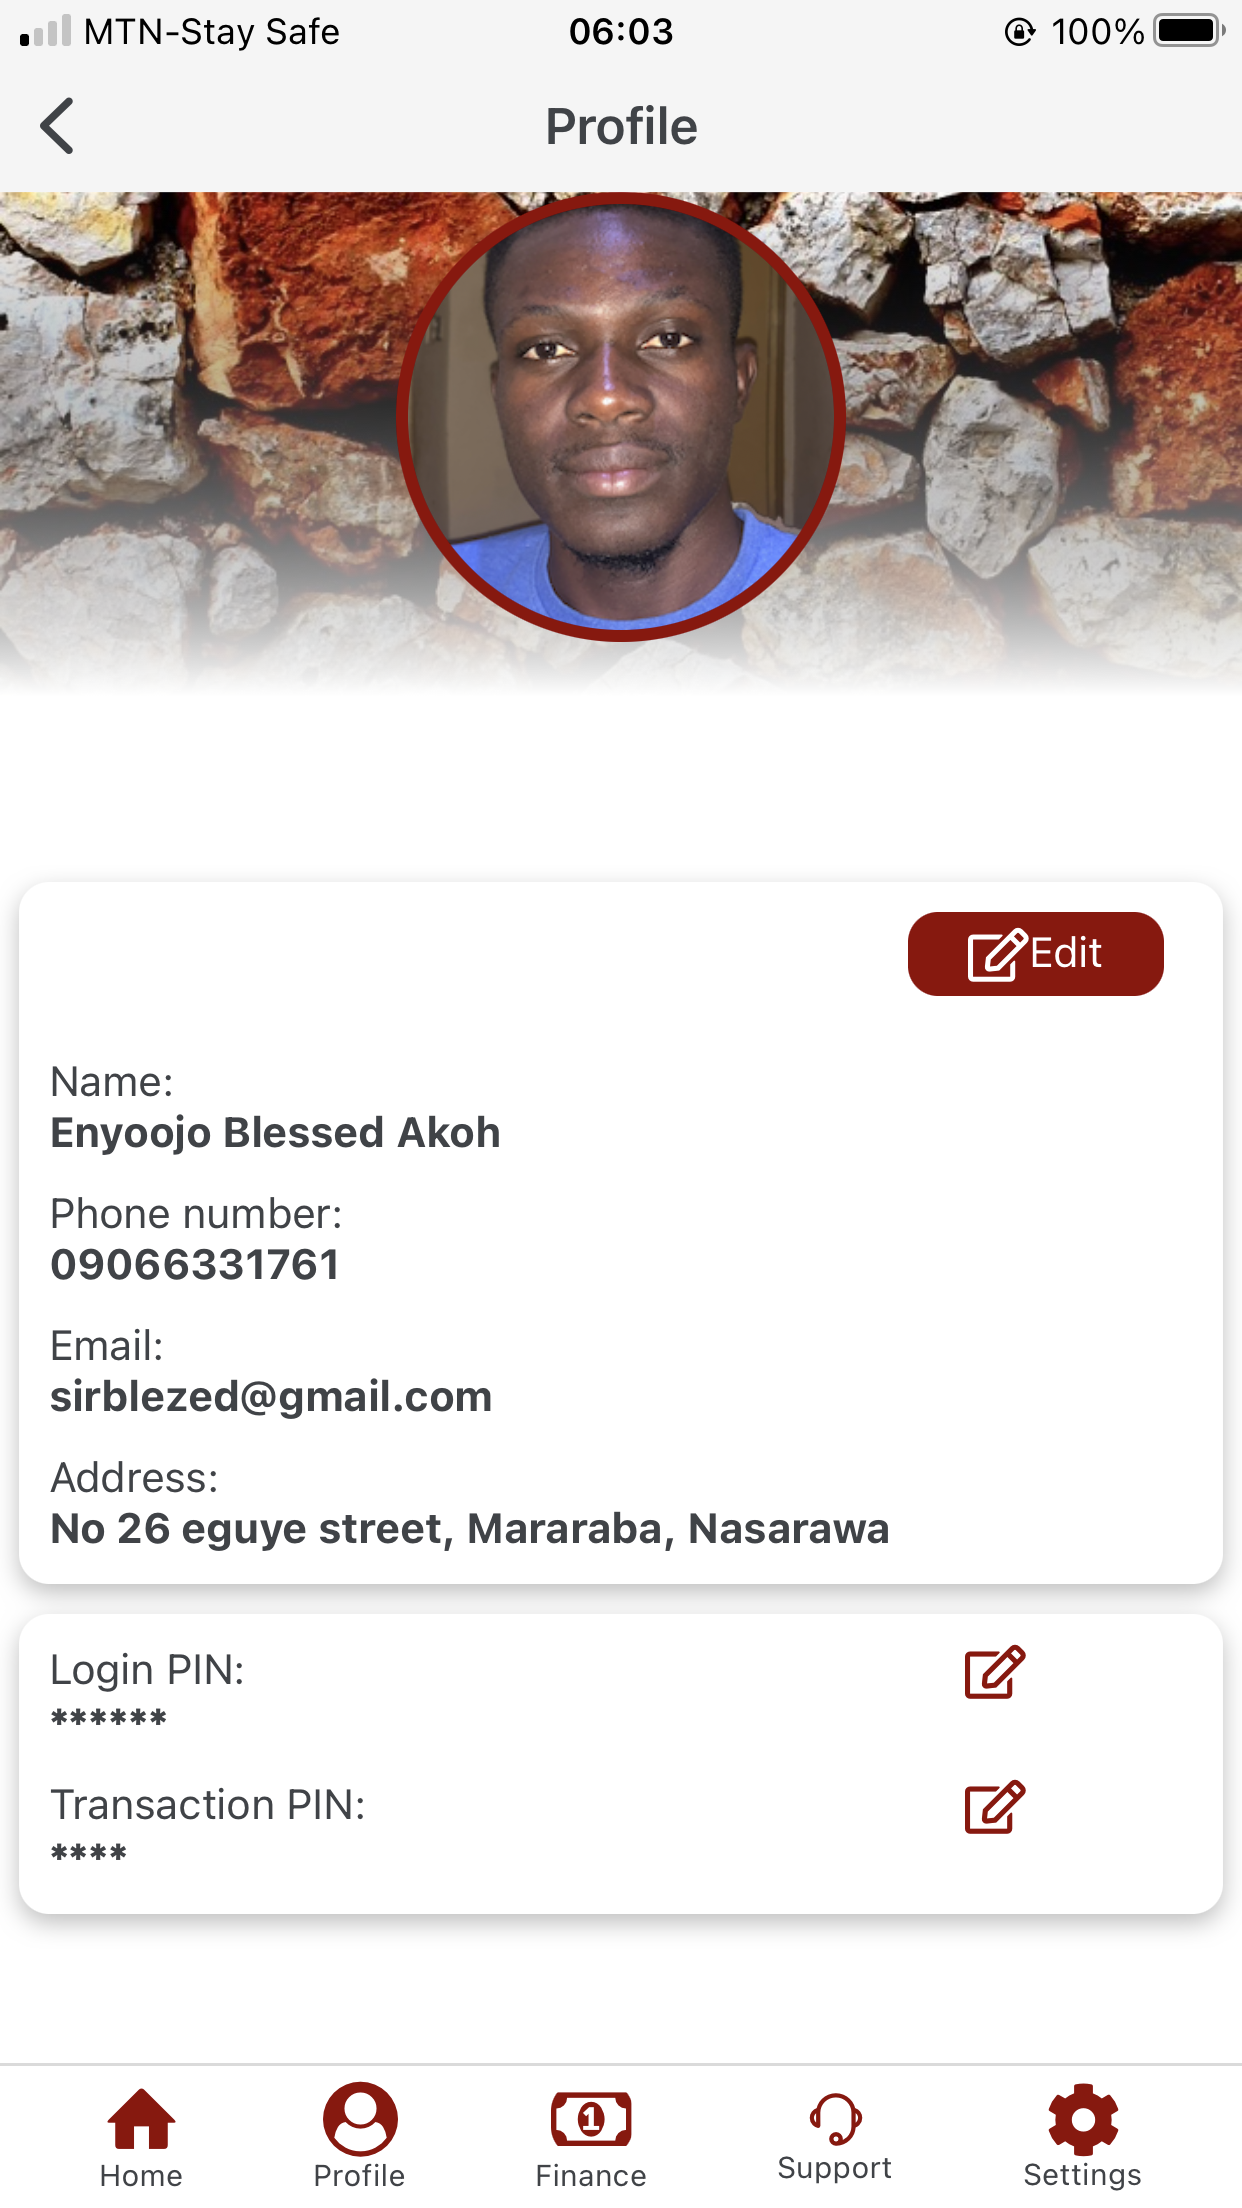 MTN-Stay Safe 06:03 100%
Profile
Edit
Name:
Enyoojo Blessed Akoh
Phone number:
09066331761
Email:
sirblezed@gmail.com
Address:
No 26 eguye street, Mararaba, Nasarawa
Login PIN:
******
Transaction PIN:
****
1
Home Profile Finance Support Settings